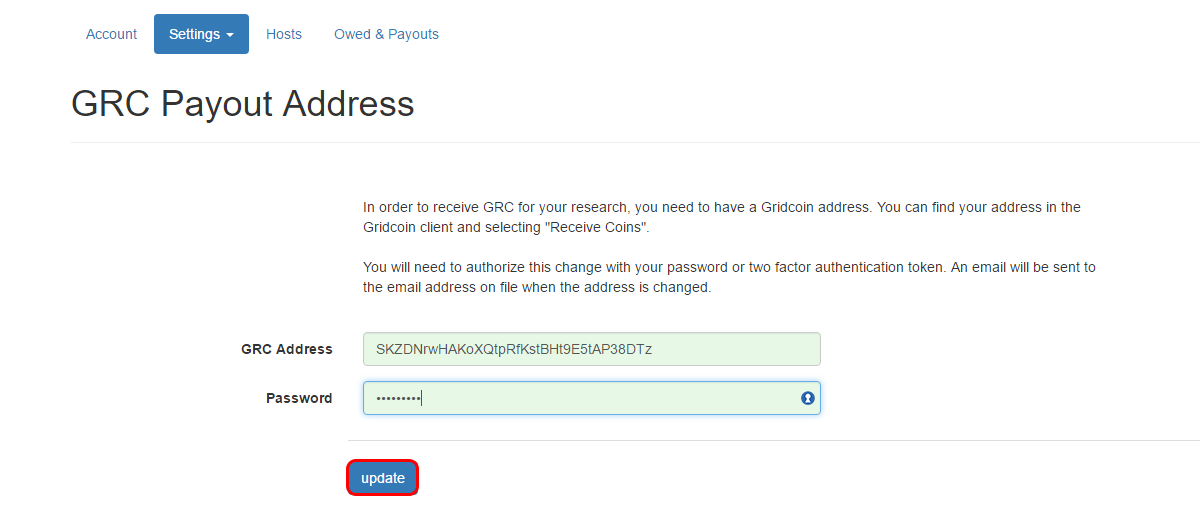 Account Settings Hosts Owed & Payouts
GRC Payout Address
In order to receive GRC for your research, you need to have a Gridcoin address. You can find your address in the
Gridcoin client and selecting "Receive Coins".
You will need to authorize this change with your password or two factor authentication token. An email will be sent to
the email address on file when the address is changed.
GRC Address SKZDNrwHAKoXQtpRfKstBHt9E5tAP38DTz
Password •••••••••
update